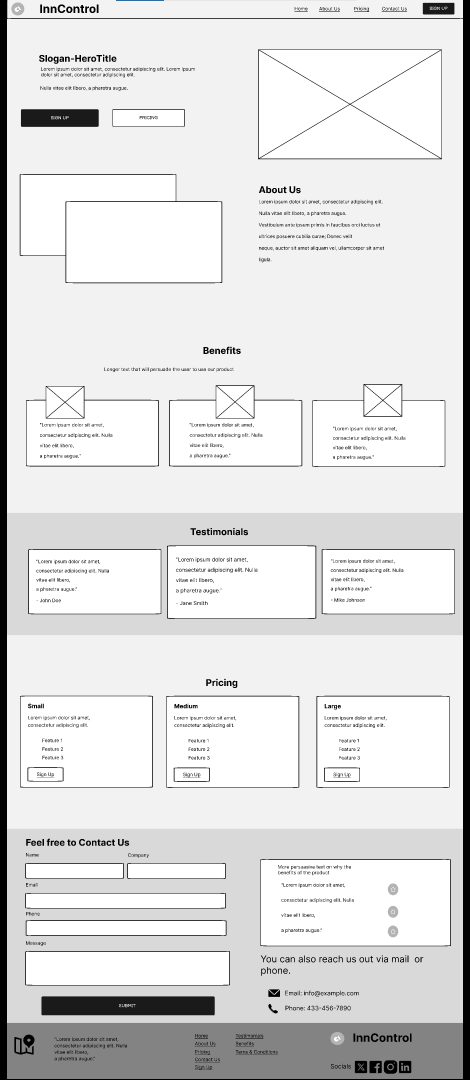 InnControl
Home About Us Pricing Contact Us SIGN UP
Slogan-HeroTitle
Lorem ipsum dolor sit amet, consectetur adipiscing elit. Lorem ipsum
dolor sit amet, consectetur adipiscing elit.
Nulla vitae elit libero, a pharetra augue.
SIGN UP PRICING
About Us
Lorem ipsum dolor sit amet, consectetur adipiscing elit.
Nulla vitae elit libero, a pharetra augue.
Vestibulum ante ipsum primis in faucibus orci luctus et
ultrices posuere cubilia curae; Donec velit
neque, auctor sit amet aliquam vel, ullamcorper sit amet
ligula.
Benefits
Longer text that will persuade the user to use our product
"Lorem ipsum dolor sit amet,
consectetur adipiscing elit. Nulla
vitae elit libero,
a pharetra augue."
"Lorem ipsum dolor sit amet,
consectetur adipiscing elit. Nulla
vitae elit libero,
a pharetra augue."
"Lorem ipsum dolor sit amet,
consectetur adipiscing elit. Nulla
vitae elit libero,
a pharetra augue."
Testimonials
"Lorem ipsum dolor sit amet,
consectetur adipiscing elit. Nulla
vitae elit libero,
a pharetra augue."
- John Doe
"Lorem ipsum dolor sit amet,
consectetur adipiscing elit. Nulla
vitae elit libero,
a pharetra augue."
- Jane Smith
"Lorem ipsum dolor sit amet,
consectetur adipiscing elit. Nulla
vitae elit libero,
a pharetra augue."
- Mike Johnson
Pricing
Small
Lorem ipsum dolor sit amet,
consectetur adipiscing elit.
Feature 1
Feature 2
Feature 3
Sign Up
Medium
Lorem ipsum dolor sit amet,
consectetur adipiscing elit.
Feature 1
Feature 2
Feature 3
Sign Up
Large
Lorem ipsum dolor sit amet,
consectetur adipiscing elit.
Feature 1
Feature 2
Feature 3
Sign Up
Feel free to Contact Us
Name Company
Email
Phone
Message
SUBMIT
More persuasive text on why the
benefits of the product
"Lorem ipsum dolor sit amet,
consectetur adipiscing elit. Nulla
vitae elit libero,
a pharetra augue."
You can also reach us out via mail or
phone.
Email: info@example.com
Phone: 433-456-7890
"Lorem ipsum dolor sit amet,
consectetur adipiscing elit. Nulla
vitae elit libero,
a pharetra augue."
Home
About Us
Pricing
Contact Us
Sign up
Testimonials
Benefits
Terms & Conditions
InnControl
Socials